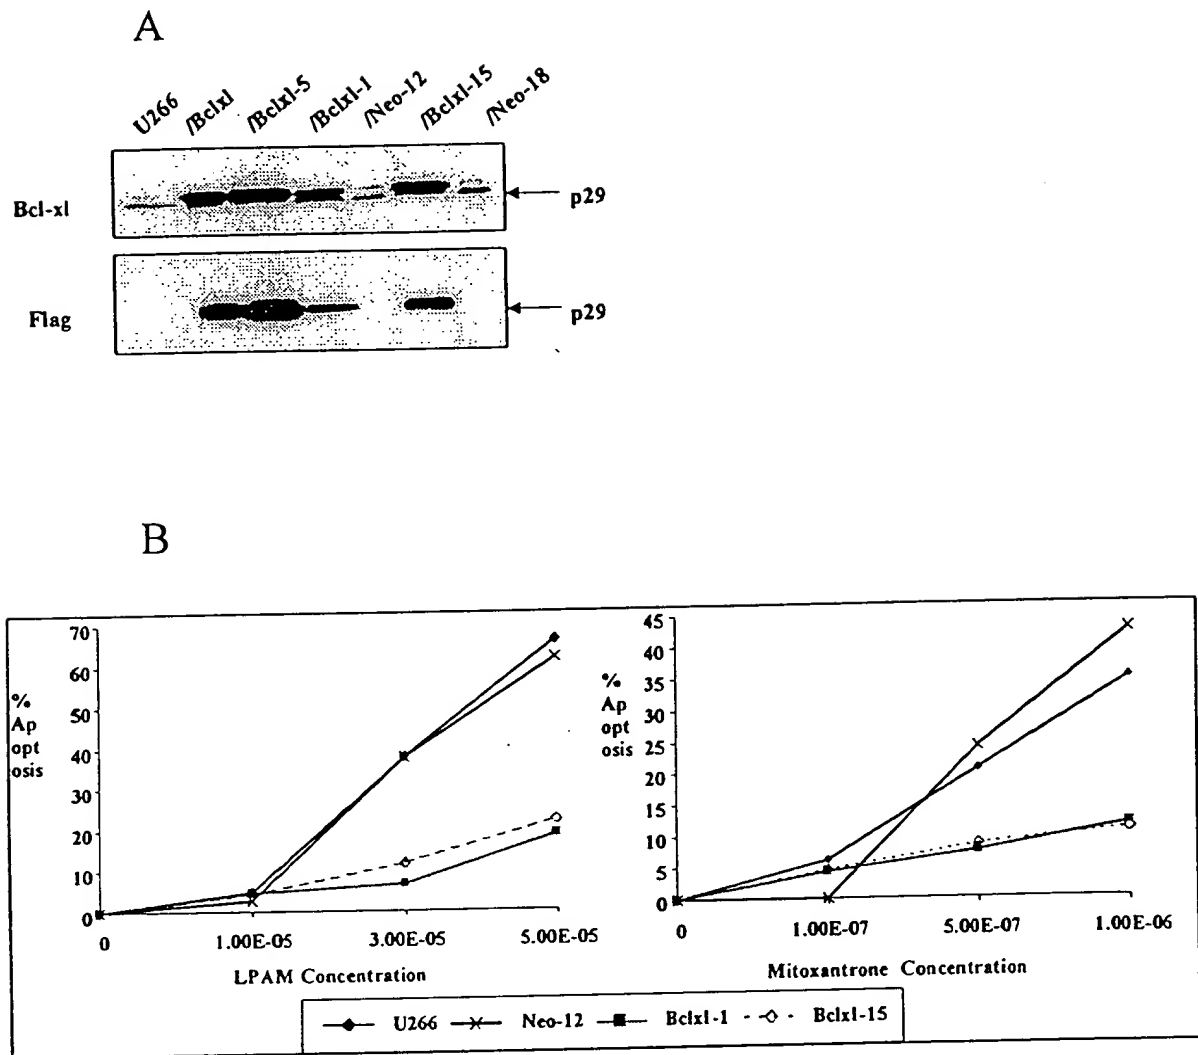 A
U266 /Bclxl /Bclxl-5 /Bclxl-1 /Neo-12 /Bclxl-15 /Neo-18
Bcl-xl
p29
Flag
p29
B
70
60
50
40
30
20
10
0
%
Ap
opt
osis
0 1.00E-05 3.00E-05 5.00E-05
LPAM Concentration
45
40
35
30
25
20
15
10
5
0
%
Ap
opt
osis
0 1.00E-07 5.00E-07 1.00E-06
Mitoxantrone Concentration
U266 Neo-12 Bclxl-1 Bclxl-15